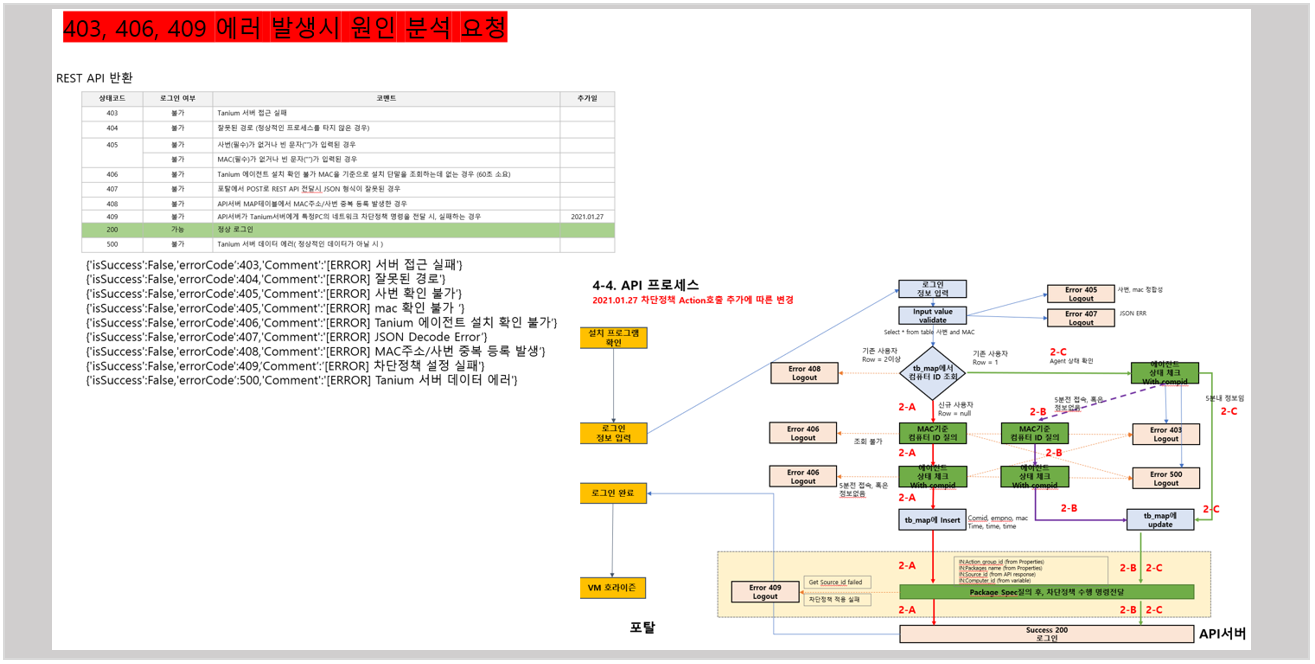 403, 406, 409 에러 발생시 원인 분석 요청
REST API 반환
상태코드 로그인 여부 코멘트 추가일
403 불가 Tanium 서버 접근 실패
404 불가 잘못된 경로 (정상적인 프로세스를 타지 않은 경우)
405 불가 사번(필수)가 없거나 빈 문자("")가 입력된 경우
불가 MAC(필수)가 없거나 빈 문자("")가 입력된 경우
406 불가 Tanium 에이전트 설치 확인 불가 MAC을 기준으로 설치 단말을 조회하는데 없는 경우 (60초 소요)
407 불가 포탈에서 POST로 REST API 전달시 JSON 형식이 잘못된 경우
408 불가 API서버 MAP테이블에서 MAC주소/사번 중복 등록 발생한 경우
409 불가 API서버가 Tanium서버에게 특정PC의 네트워크 차단정책 명령을 전달 시, 실패하는 경우 2021.01.27
200 가능 정상 로그인
500 불가 Tanium 서버 데이터 에러( 정상적인 데이터가 아닐 시 )
{'isSuccess':False,'errorCode':403,'Comment':'[ERROR] 서버 접근 실패'}
{'isSuccess':False,'errorCode':404,'Comment':'[ERROR] 잘못된 경로'}
{'isSuccess':False,'errorCode':405,'Comment':'[ERROR] 사번 확인 불가'}
{'isSuccess':False,'errorCode':405,'Comment':'[ERROR] mac 확인 불가 '}
{'isSuccess':False,'errorCode':406,'Comment':'[ERROR] Tanium 에이전트 설치 확인 불가'}
{'isSuccess':False,'errorCode':407,'Comment':'[ERROR] JSON Decode Error'}
{'isSuccess':False,'errorCode':408,'Comment':'[ERROR] MAC주소/사번 중복 등록 발생'}
{'isSuccess':False,'errorCode':409,'Comment':'[ERROR] 차단정책 설정 실패'}
{'isSuccess':False,'errorCode':500,'Comment':'[ERROR] Tanium 서버 데이터 에러'}
4-4. API 프로세스
2021.01.27 차단정책 Action호출 추가에 따른 변경
설치 프로그램
확인
로그인
정보 입력
로그인 완료
VM 호라이즌
포탈
로그인
정보 입력
Input value
validate
Select * from table 사번 and MAC
Error 405
Logout
사번, mac 정합성
Error 407
Logout
JSON ERR
기존 사용자
Row = 2이상
기존 사용자
Row = 1
2-C
Agent 상태 확인
Error 408
Logout
tb_map에서
컴퓨터 ID 조회
에이전트
상태 체크
With compid
5분전 접속, 혹은
정보없음
5분내 정보임
2-C
2-A
신규 사용자
Row = null
2-B
Error 406
Logout
조회 불가
MAC기준
컴퓨터 ID 질의
MAC기준
컴퓨터 ID 질의
Error 403
Logout
2-A
2-B
Error 406
Logout
5분전 접속, 혹은
정보없음
에이전트
상태 체크
With compid
에이전트
상태 체크
With compid
Error 500
Logout
2-A
2-B
2-C
tb_map에 Insert
Comid, empno, mac
Time, time, time
tb_map에
update
2-A
IN:Action_group_id (from Properties)
IN:Packages name (from Properties)
IN:Source_id (from API response)
IN:Computer_id (from variable)
2-B
2-C
Error 409
Logout
Get Source_id failed
차단정책 적용 실패
Package Spec질의 후, 차단정책 수행 명령전달
2-A
2-B
2-C
Success 200
로그인
API서버